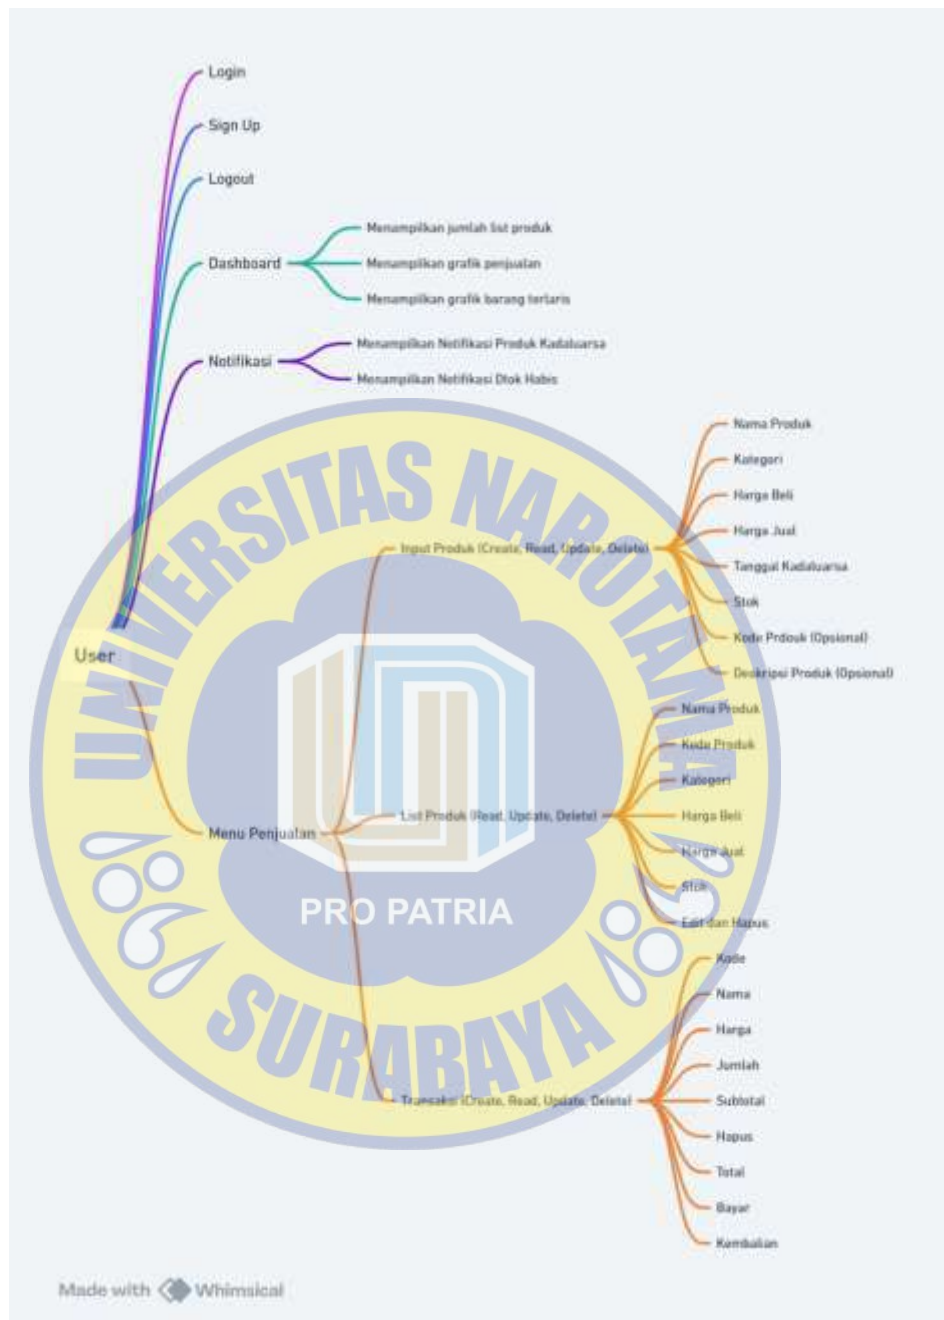 Login
Sign Up
Logout
Dashboard
Menampilkan jumlah list produk
Menampilkan grafik penjualan
Menampilkan grafik barang terlaris
Notifikasi
Menampilkan Notifikasi Produk Kadaluarsa
Menampilkan Notifikasi Dtok Habis
User
Menu Penjualan
Input Produk (Create, Read, Update, Delete)
Nama Produk
Kategori
Harga Beli
Harga Jual
Tanggal Kadaluarsa
Stok
Kode Prdouk (Opsional)
Deskripsi Produk (Opsional)
List Produk (Read, Update, Delete)
Nama Produk
Kode Produk
Kategori
Harga Beli
Harga Jual
Stok
Edit dan Hapus
Transaksi (Create, Read, Update, Delete)
Kode
Nama
Harga
Jumlah
Subtotal
Hapus
Total
Bayar
Kembalian
UNIVERSITAS NAROTAMA
PRO PATRIA
1981
SURABAYA
Made with Whimsical